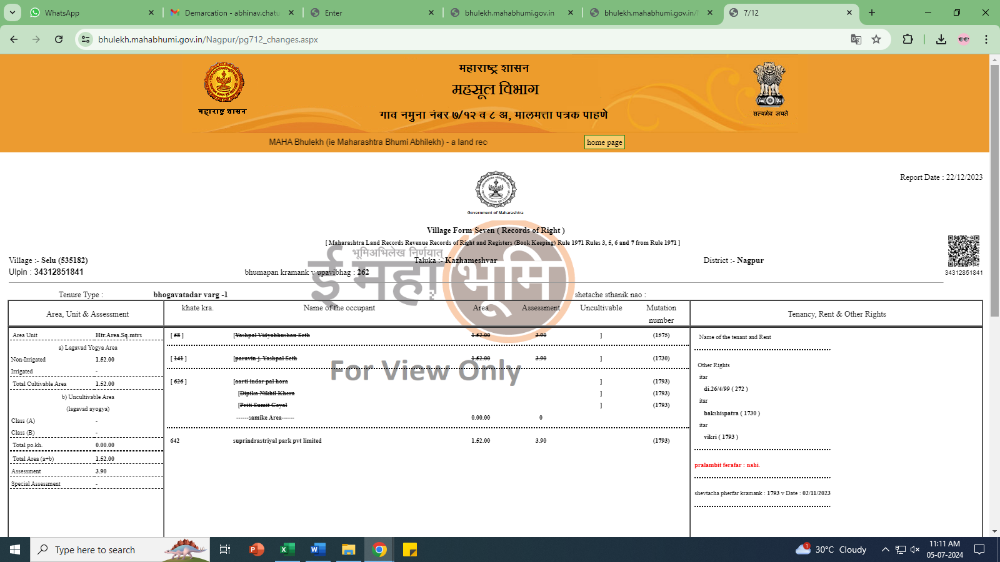 WhatsApp
Demarcation - abhinav.chatu
Enter
bhulekh.mahabhumi.gov.in
bhulekh.mahabhumi.gov.in/
7/12
bhulekh.mahabhumi.gov.in/Nagpur/pg712_changes.aspx
महाराष्ट्र शासन
महसूल विभाग
गाव नमुना नंबर ७/१२ व ८ अ, मालमत्ता पत्रक पाहणे
महाराष्ट्र शासन
सत्यमेव जयते
MAHA Bhulekh (ie Maharashtra Bhumi Abhilekh) - a land rec
home page
Report Date : 22/12/2023
Government of Maharashtra
Village Form Seven ( Records of Right )
[ Maharashtra Land Records Revenue Records of Right and Registers (Book Keeping) Rule 1971 Rules 3, 5, 6 and 7 from Rule 1971 ]
भूमिअभिलेख निर्णयात्
ई महाभूमि
Village :- Selu (535182)
Taluka :- Kazhameshvar
District :- Nagpur
Ulpin : 34312851841
bhumapan kramank v upavibhag : 262
34312851841
Tenure Type : bhogavatadar varg -1
shetache sthanik nao :
Area, Unit & Assessment
khate kra.
Name of the occupant
Area
Assessment
Uncultivable
Mutation number
Tenancy, Rent & Other Rights
Area Unit Htr.Area.Sq.mtrs
a) Lagavad Yogya Area
Non-Irrigated 1.52.00
Irrigated -
Total Cultivable Area 1.52.00
b) Uncultivable Area
(lagavad ayogya)
Class (A) -
Class (B) -
Total po.kh. 0.00.00
Total Area (a+b) 1.52.00
Assessment 3.90
Special Assessment -
[ 58 ] [Yashpal Vidyabhushan Seth 1.52.00 3.90 ] (1575)
[ 141 ] [paravin j. Yashpal Seth 1.52.00 3.90 ] (1730)
[ 626 ] [aarti indar pal hora ] (1793)
[Dipika Nikhil Khera ] (1793)
[Priti Sumit Goyal ] (1793)
------samike Area------ 0.00.00 0
642 suprindrastriyal park pvt limited 1.52.00 3.90 (1793)
For View Only
Name of the tenant and Rent
Other Rights
itar
di.26/4/99 ( 272 )
itar
bakshispatra ( 1730 )
itar
vikri ( 1793 )
pralambit ferafar : nahi.
shevtacha pherfar kramank : 1793 v Date : 02/11/2023
Type here to search
1
30°C Cloudy
11:11 AM
05-07-2024